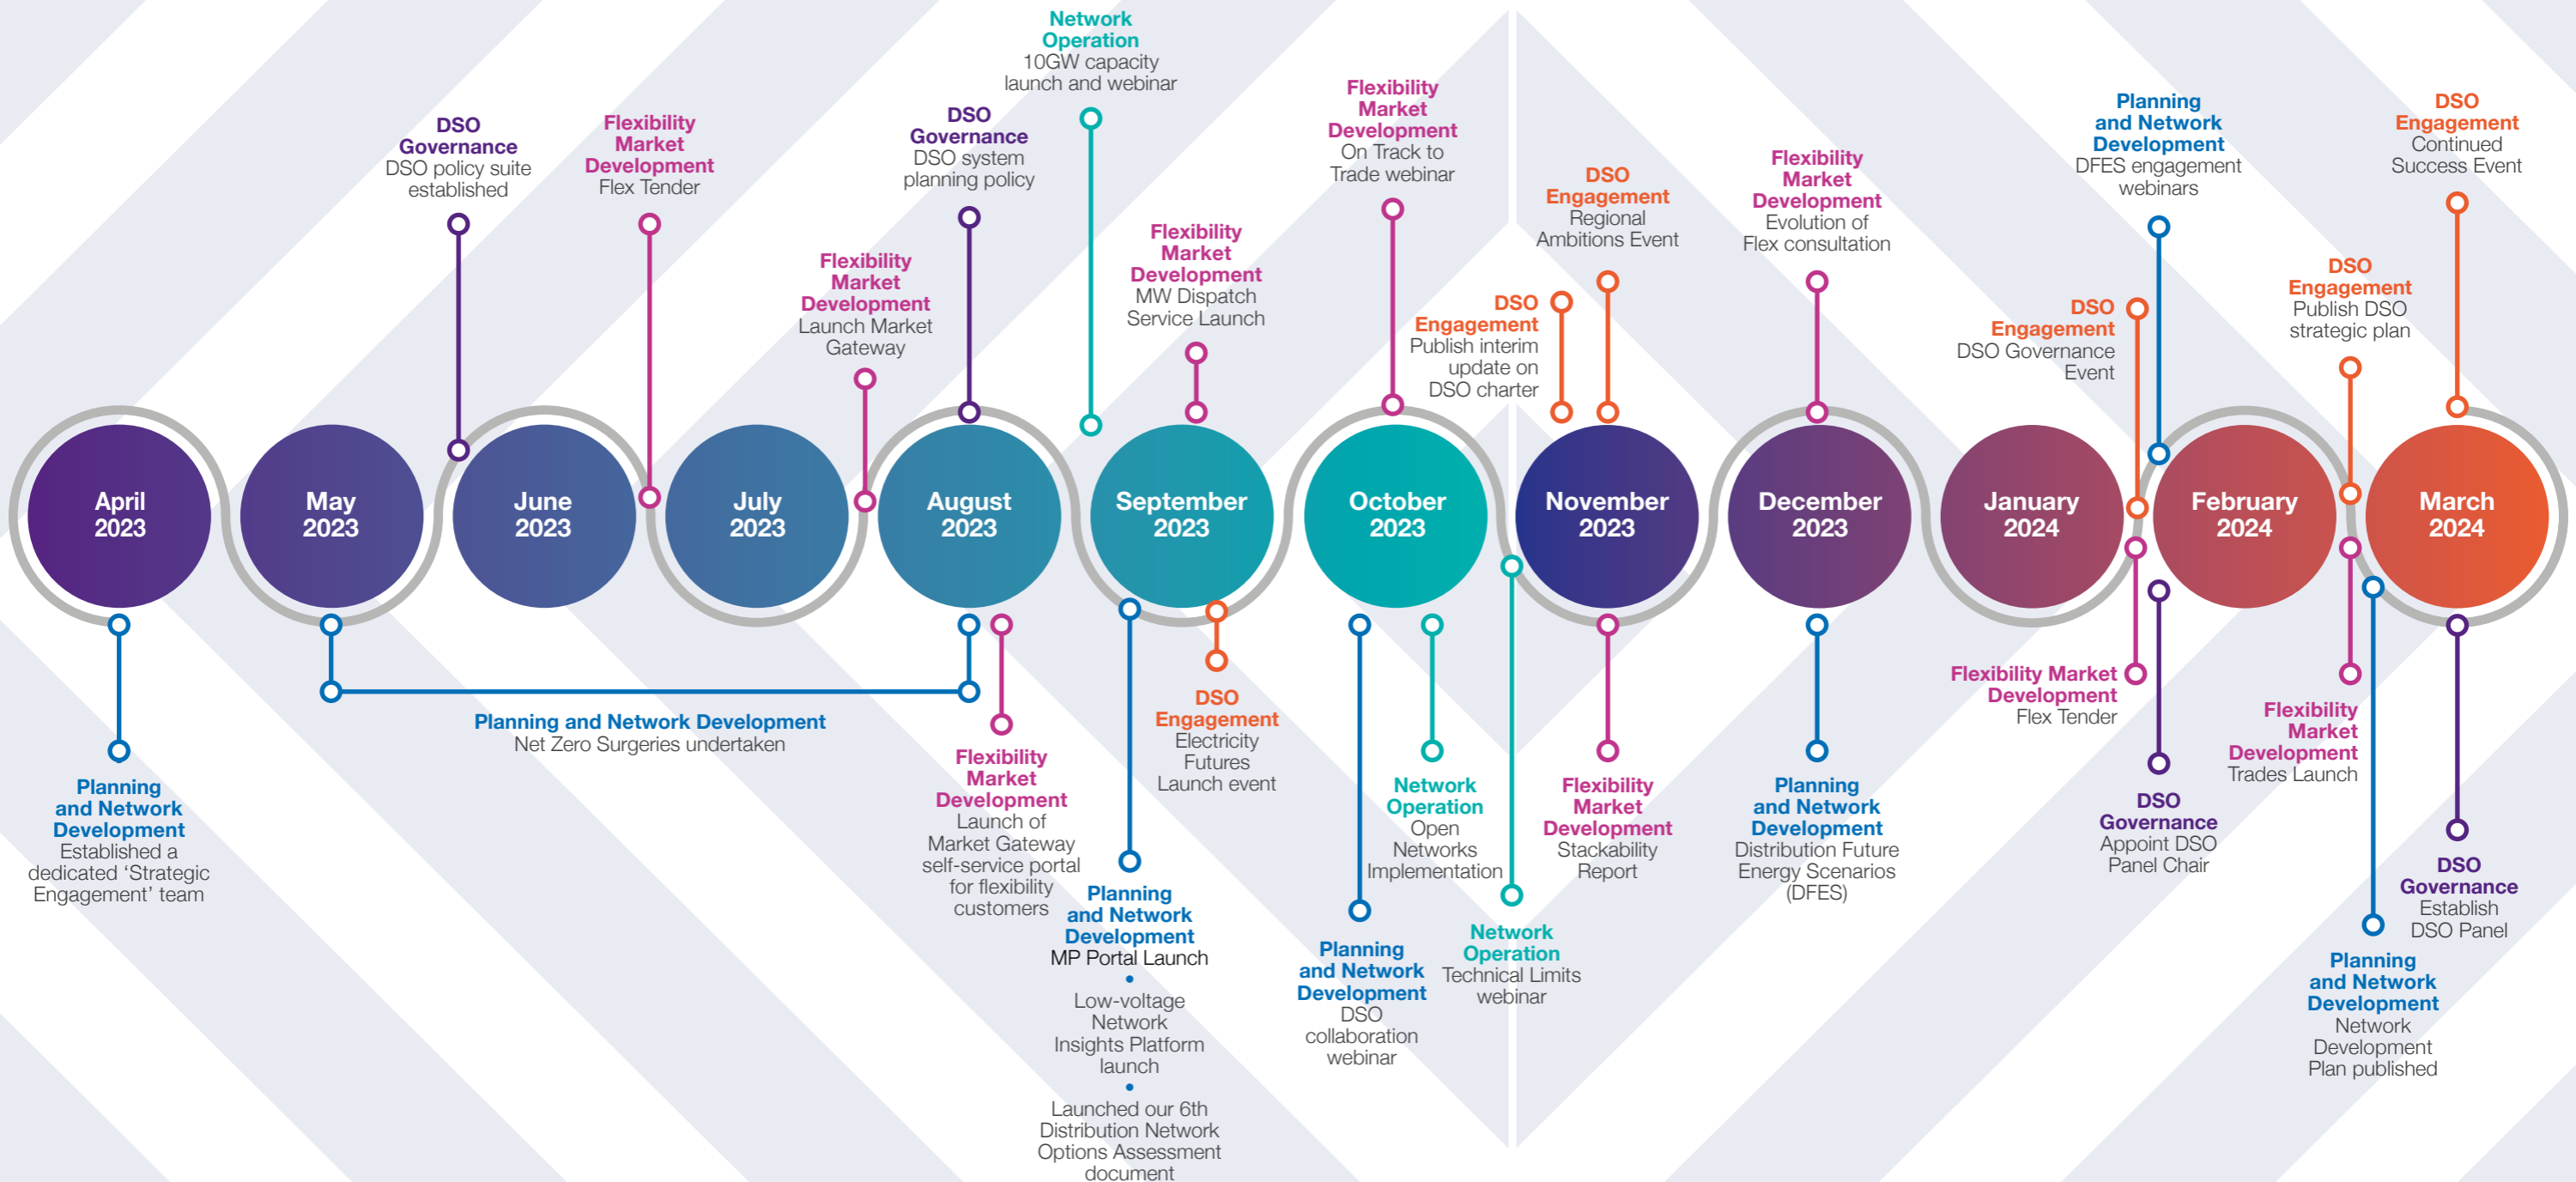 Network
Operation
10GW capacity
launch and webinar
DSO
Governance
DSO policy suite
established
Flexibility
Market
Development
Flex Tender
Flexibility
Market
Development
Launch Market
Gateway
DSO
Governance
DSO system
planning policy
Flexibility
Market
Development
MW Dispatch
Service Launch
Flexibility
Market
Development
On Track to
Trade webinar
DSO
Engagement
Publish interim
update on
DSO charter
DSO
Engagement
Regional
Ambitions Event
Flexibility
Market
Development
Evolution of
Flex consultation
DSO
Engagement
DSO Governance
Event
Planning
and Network
Development
DFES engagement
webinars
DSO
Engagement
Publish DSO
strategic plan
DSO
Engagement
Continued
Success Event
April
2023
May
2023
June
2023
July
2023
August
2023
September
2023
October
2023
November
2023
December
2023
January
2024
February
2024
March
2024
Planning
and Network
Development
Established a
dedicated ‘Strategic
Engagement’ team
Planning and Network Development
Net Zero Surgeries undertaken
Flexibility
Market
Development
Launch of
Market Gateway
self-service portal
for flexibility
customers
Planning
and Network
Development
MP Portal Launch
•
Low-voltage
Network
Insights Platform
launch
•
Launched our 6th
Distribution Network
Options Assessment
document
DSO
Engagement
Electricity
Futures
Launch event
Planning
and Network
Development
DSO
collaboration
webinar
Network
Operation
Open
Networks
Implementation
Network
Operation
Technical Limits
webinar
Flexibility
Market
Development
Stackability
Report
Planning
and Network
Development
Distribution Future
Energy Scenarios
(DFES)
Flexibility Market
Development
Flex Tender
DSO
Governance
Appoint DSO
Panel Chair
Flexibility
Market
Development
Trades Launch
Planning
and Network
Development
Network
Development
Plan published
DSO
Governance
Establish
DSO Panel